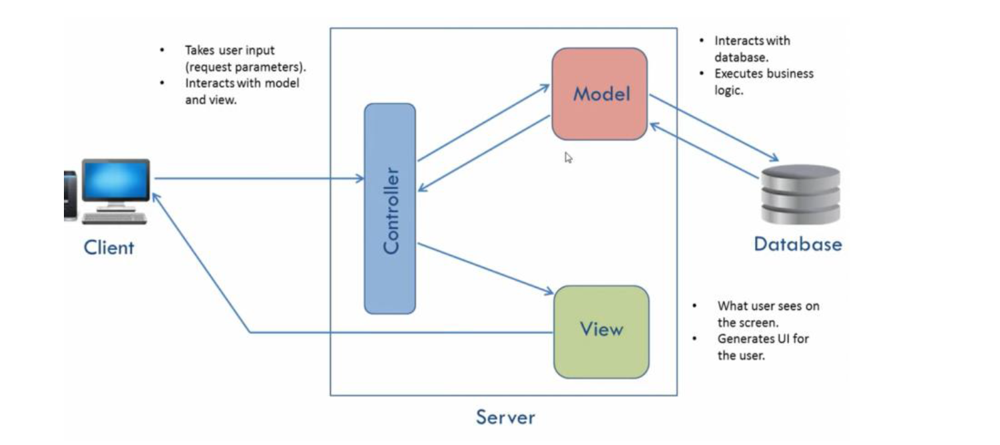 • Takes user input
(request parameters).
• Interacts with model
and view.
• Interacts with
database.
• Executes business
logic.
Model
Controller
Client
Database
View
• What user sees on
the screen.
• Generates UI for
the user.
Server